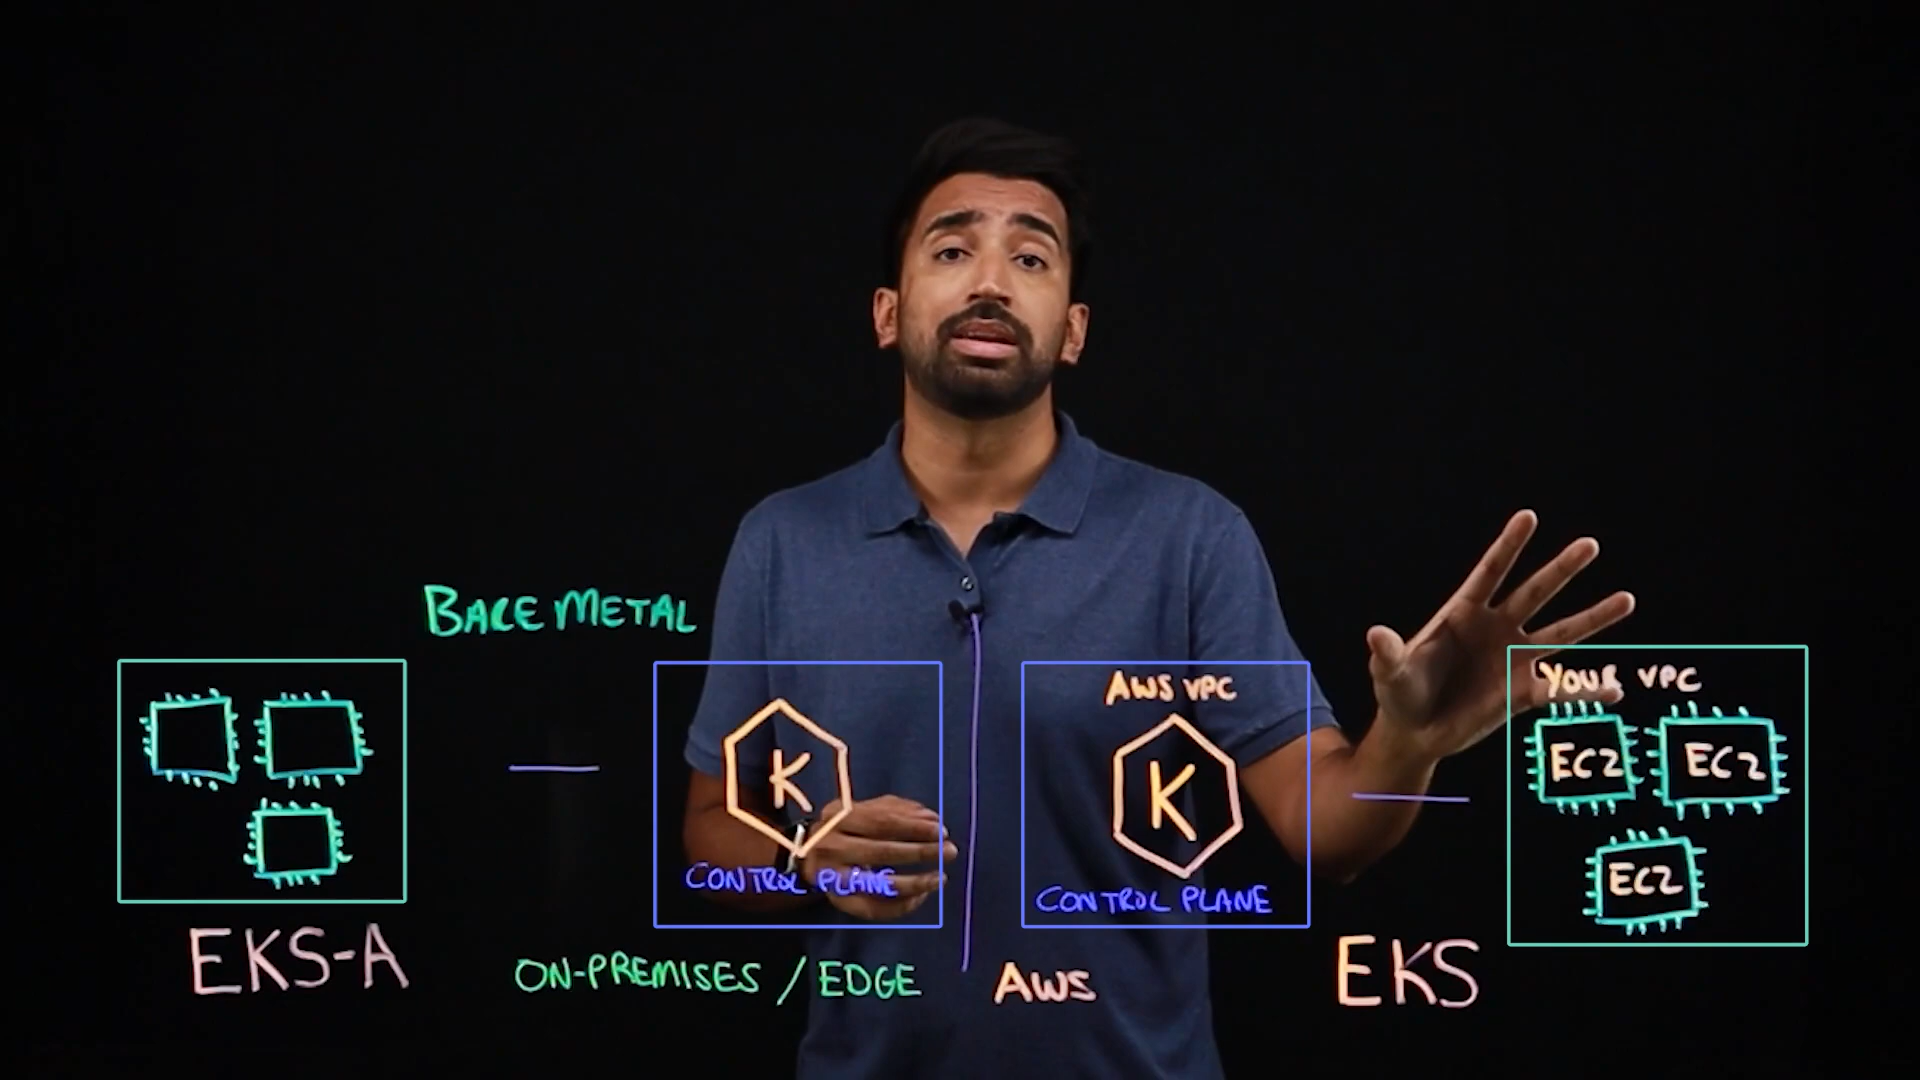 BARE METAL
K
CONTROL PLANE
EKS-A
ON-PREMISES / EDGE
AWS VPC
K
CONTROL PLANE
AWS
YOUR VPC
EC2 EC2
EC2
EKS